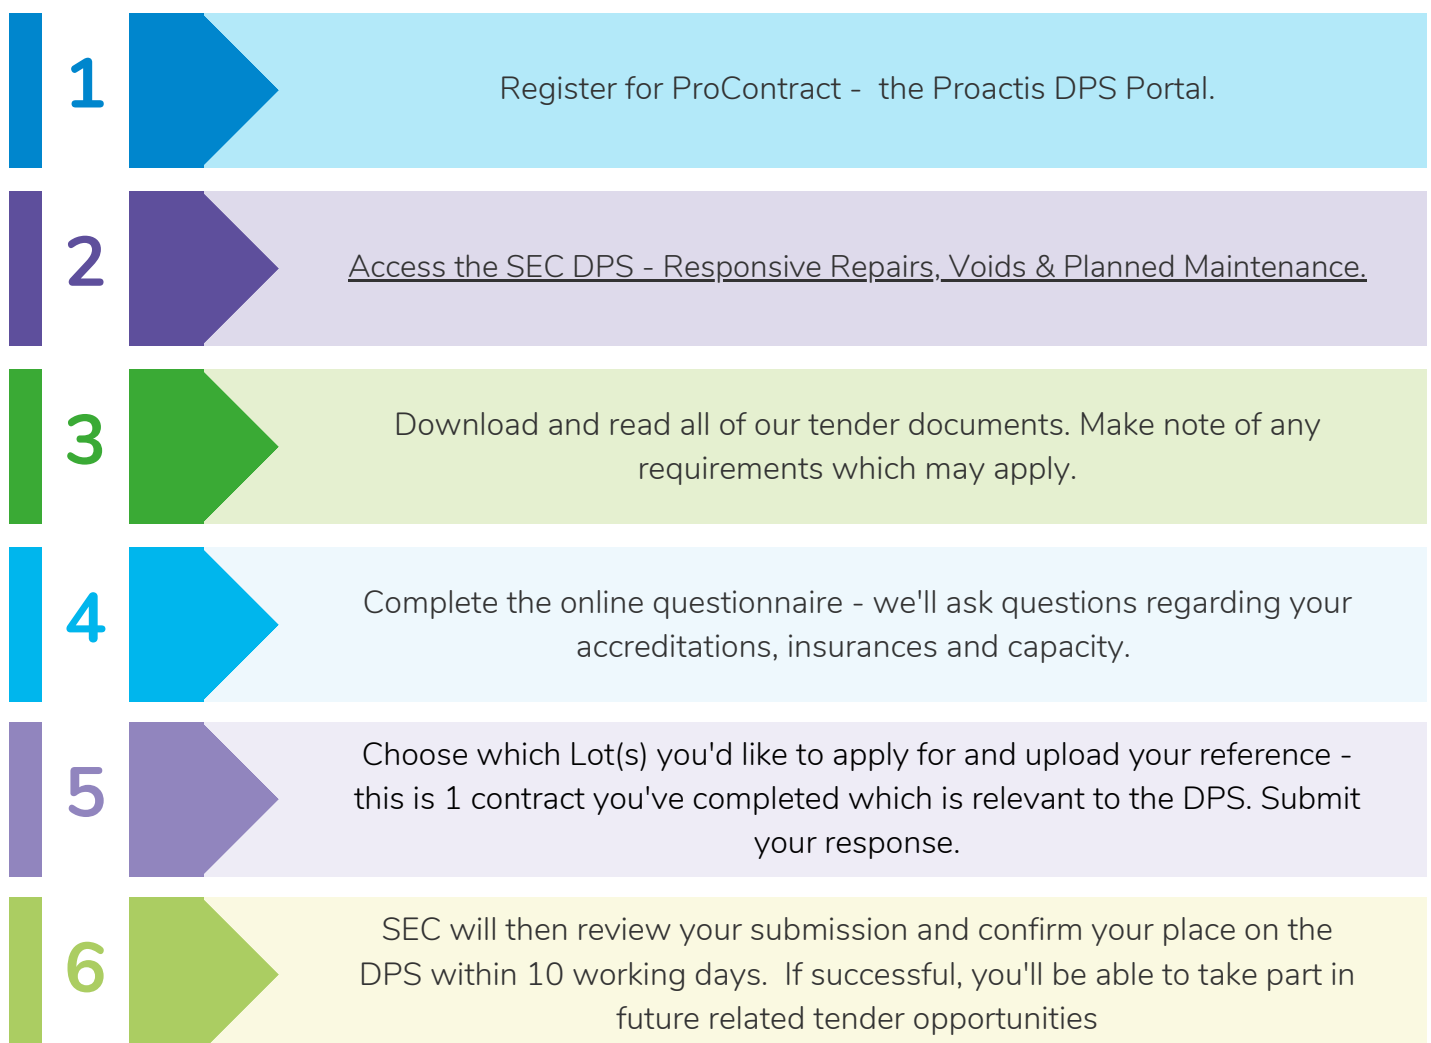 1
Register for ProContract -  the Proactis DPS Portal.
2
Access the SEC DPS - Responsive Repairs, Voids & Planned Maintenance.
3
Download and read all of our tender documents. Make note of any
requirements which may apply.
4
Complete the online questionnaire - we'll ask questions regarding your
accreditations, insurances and capacity.
5
Choose which Lot(s) you'd like to apply for and upload your reference -
this is 1 contract you've completed which is relevant to the DPS. Submit
your response.
6
SEC will then review your submission and confirm your place on the
DPS within 10 working days.  If successful, you'll be able to take part in
future related tender opportunities